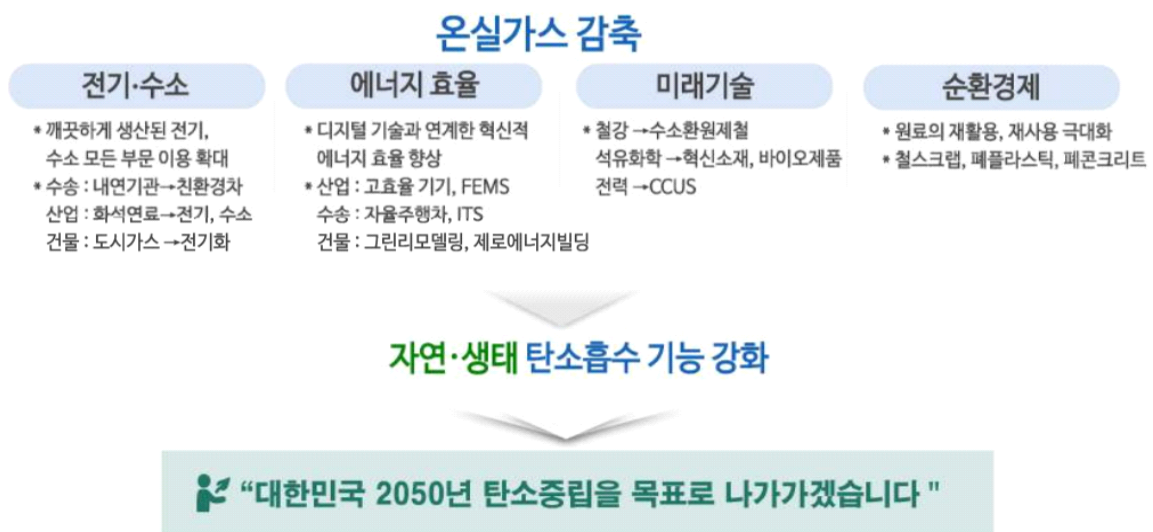 온실가스 감축
전기·수소
* 깨끗하게 생산된 전기,
수소 모든 부문 이용 확대
* 수송 : 내연기관→친환경차
산업 : 화석연료→전기, 수소
건물 : 도시가스 →전기화
에너지 효율
* 디지털 기술과 연계한 혁신적
에너지 효율 향상
* 산업 : 고효율 기기, FEMS
수송 : 자율주행차, ITS
건물 : 그린리모델링, 제로에너지빌딩
미래기술
* 철강 →수소환원제철
석유화학 →혁신소재, 바이오제품
전력 →CCUS
순환경제
* 원료의 재활용, 재사용 극대화
* 철스크랩, 폐플라스틱, 폐콘크리트
자연·생태 탄소흡수 기능 강화
“대한민국 2050년 탄소중립을 목표로 나가가겠습니다 "